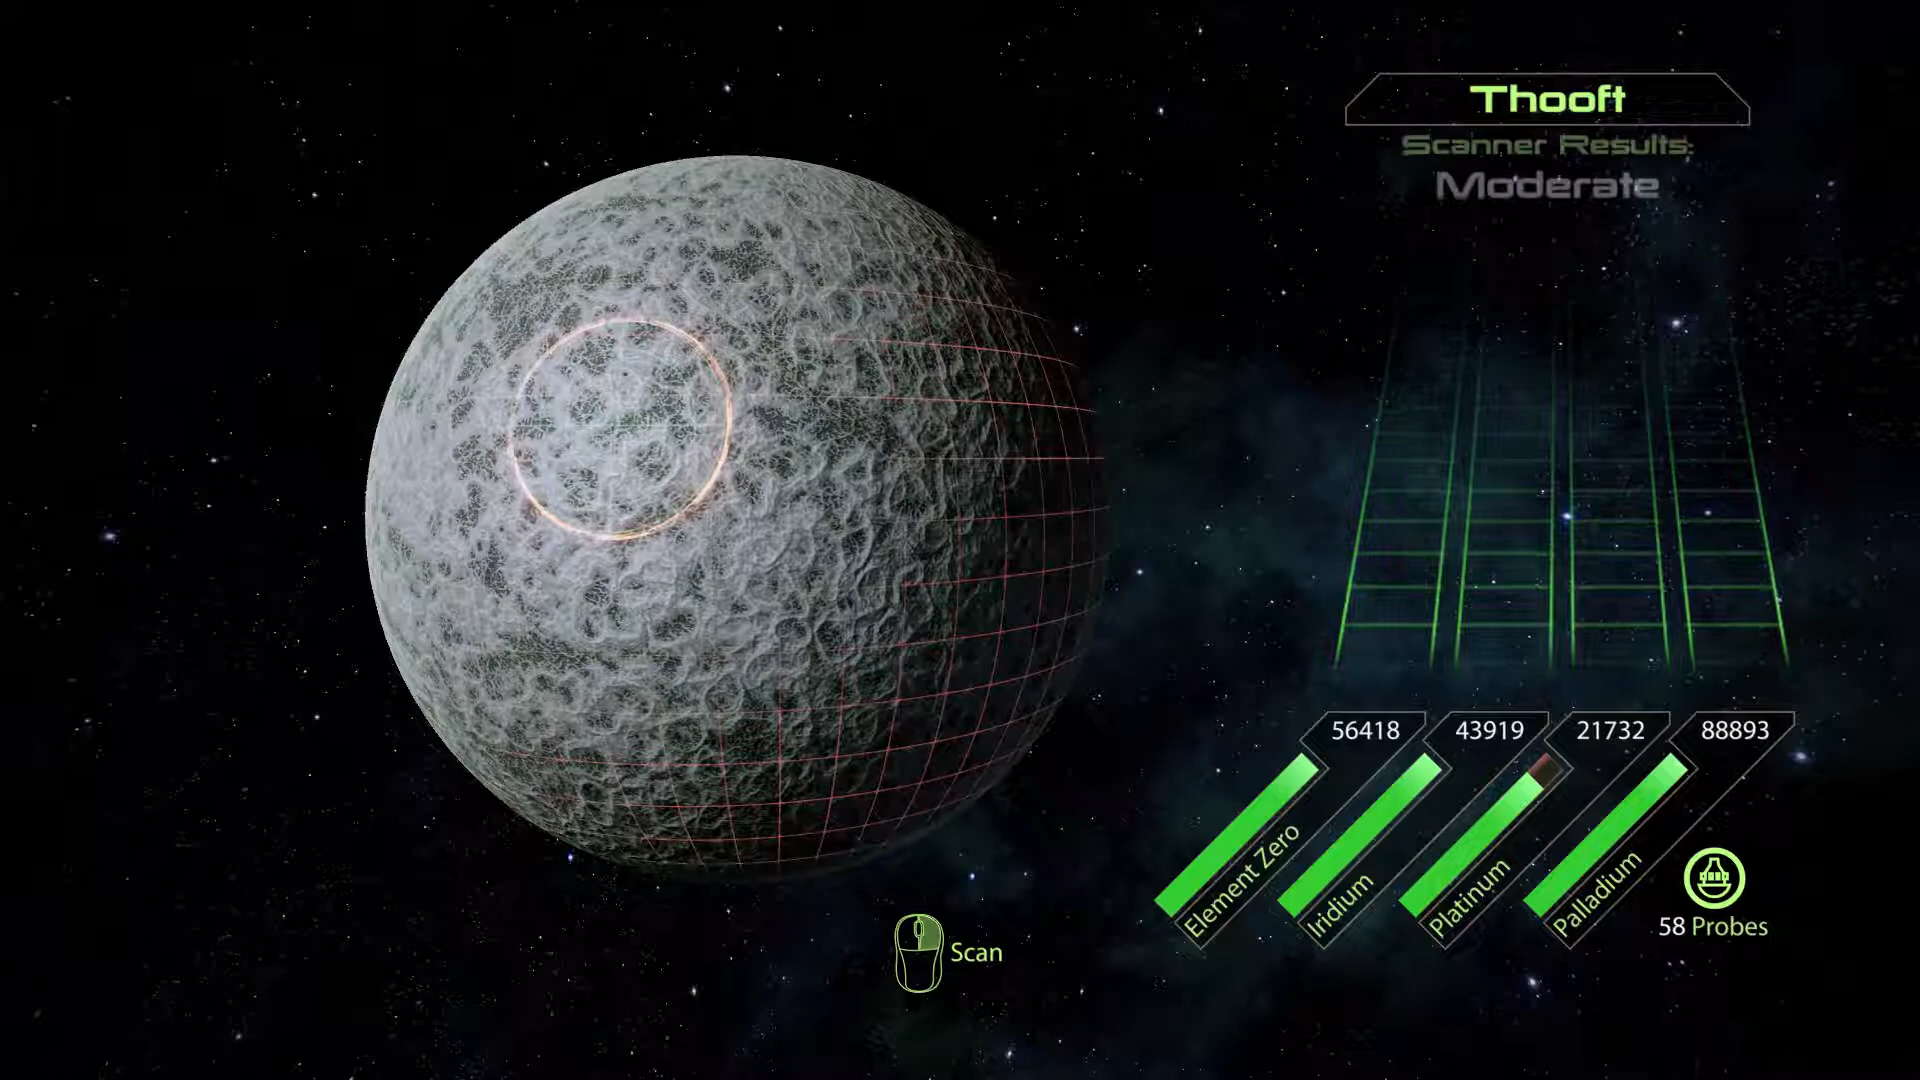 Thooft
Scanner Results:
Moderate
56418 43919 21732 88893
Element Zero
Iridium
Platinum
Palladium
58 Probes
Scan